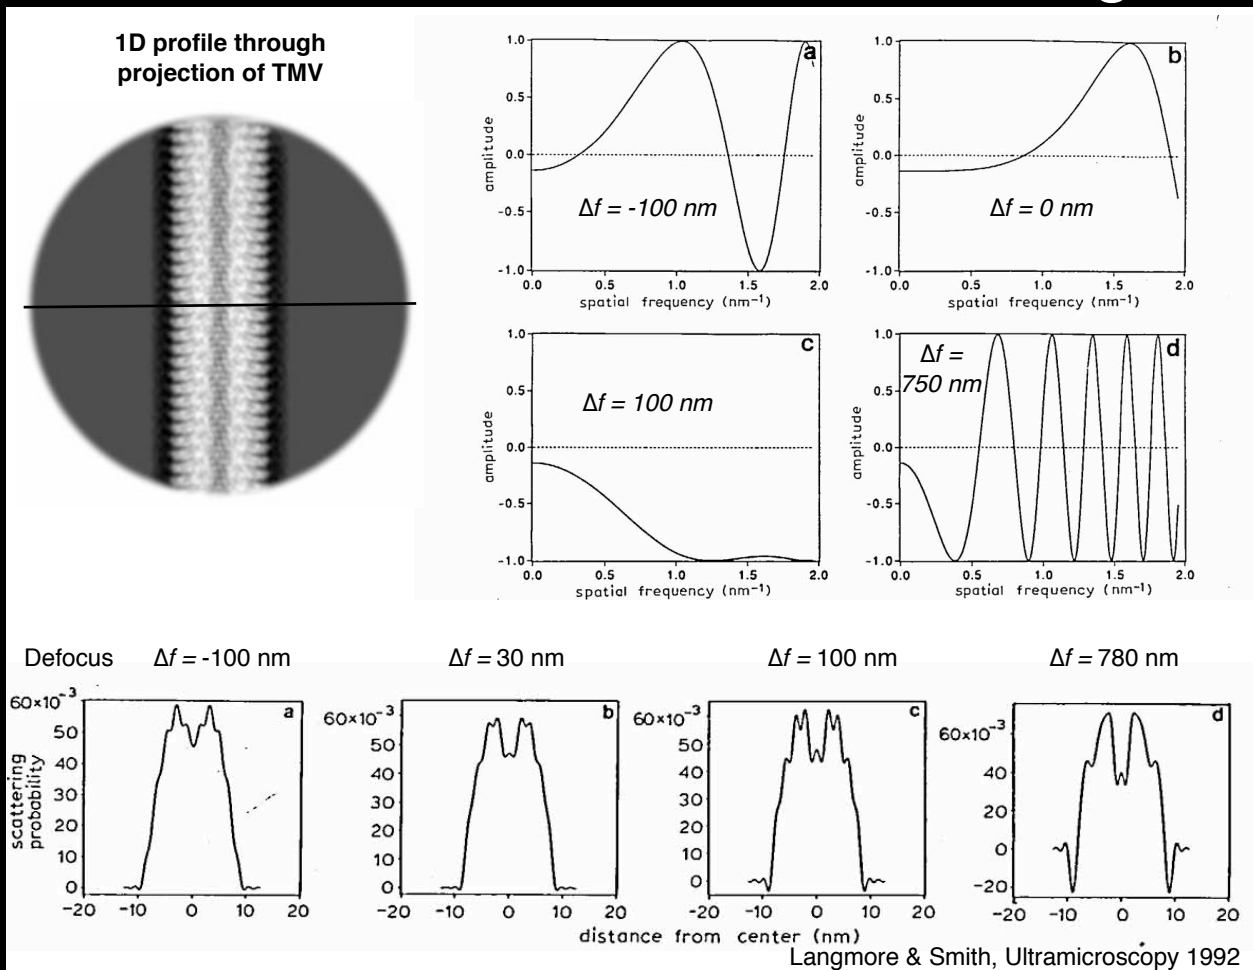 1D profile through
projection of TMV
a
1.0
0.5
0.0
-0.5
-1.0
amplitude
Δf = -100 nm
0.0 0.5 1.0 1.5 2.0
spatial frequency (nm⁻¹)
b
1.0
0.5
0.0
-0.5
-1.0
amplitude
Δf = 0 nm
0.0 0.5 1.0 1.5 2.0
spatial frequency (nm⁻¹)
c
1.0
0.5
0.0
-0.5
-1.0
amplitude
Δf = 100 nm
0.0 0.5 1.0 1.5 2.0
spatial frequency (nm⁻¹)
d
1.0
0.5
0.0
-0.5
-1.0
amplitude
Δf =
750 nm
0.0 0.5 1.0 1.5 2.0
spatial frequency (nm⁻¹)
Defocus Δf = -100 nm Δf = 30 nm Δf = 100 nm Δf = 780 nm
a
60×10⁻³
50
40
30
20
10
0
scattering
probability
-20 -10 0 10 20
b
60×10⁻³
50
40
30
20
10
0
-20 -10 0 10 20
c
60×10⁻³
50
40
30
20
10
0
-20 -10 0 10 20
d
60×10⁻³
40
20
0
-20
-20 -10 0 10 20
distance from center (nm)
Langmore & Smith, Ultramicroscopy 1992